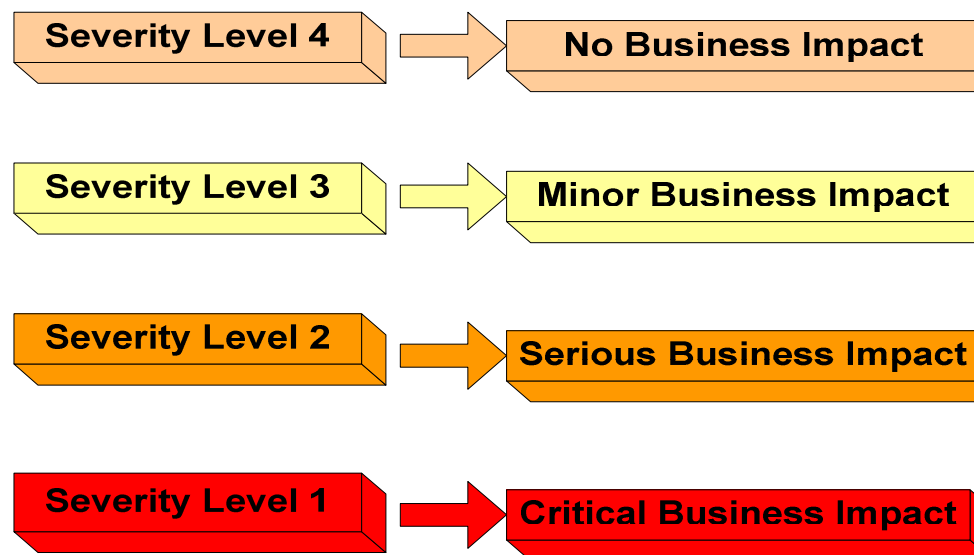 Severity Level 4
No Business Impact
Severity Level 3
Minor Business Impact
Severity Level 2
Serious Business Impact
Severity Level 1
Critical Business Impact